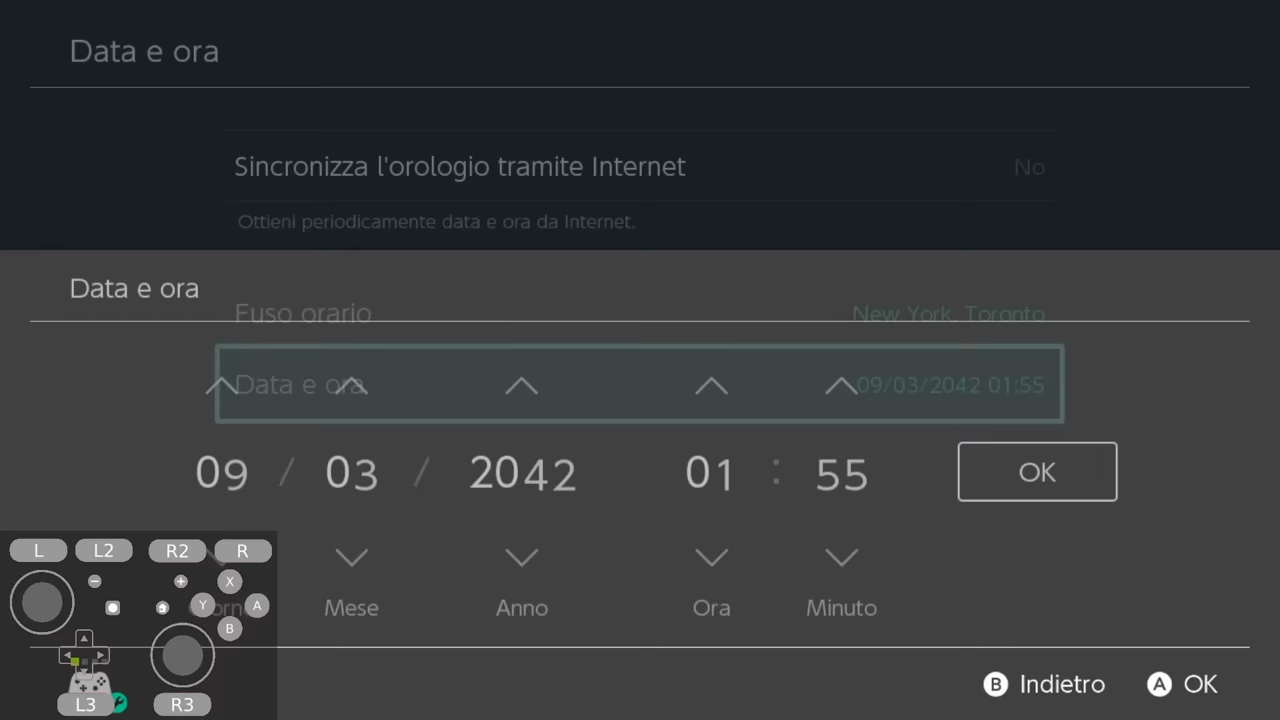 Data e ora
Sincronizza l'orologio tramite Internet No
Ottieni periodicamente data e ora da Internet.
Data e ora
Fuso orario New York, Toronto
Data e ora 09/03/2042 01:55
09 / 03 / 2042 01 : 55 OK
L L2 R2 R
X
Y A
B
Mese Anno Ora Minuto
L3 R3
B Indietro A OK